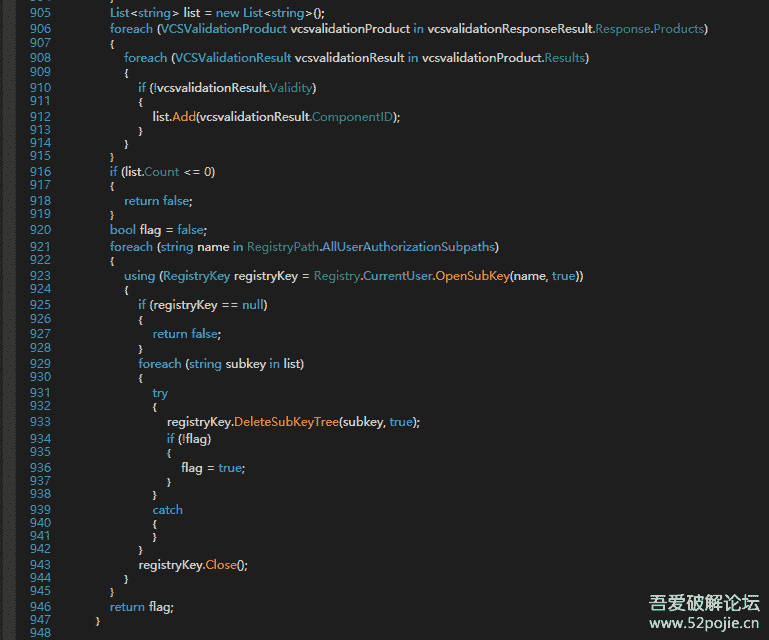 905 List<string> list = new List<string>();
906 foreach (VCSValidationProduct vcsvalidationProduct in vcsvalidationResponseResult.Response.Products)
907 {
908 foreach (VCSValidationResult vcsvalidationResult in vcsvalidationProduct.Results)
909 {
910 if (!vcsvalidationResult.Validity)
911 {
912 list.Add(vcsvalidationResult.ComponentID);
913 }
914 }
915 }
916 if (list.Count <= 0)
917 {
918 return false;
919 }
920 bool flag = false;
921 foreach (string name in RegistryPath.AllUserAuthorizationSubpaths)
922 {
923 using (RegistryKey registryKey = Registry.CurrentUser.OpenSubKey(name, true))
924 {
925 if (registryKey == null)
926 {
927 return false;
928 }
929 foreach (string subkey in list)
930 {
931 try
932 {
933 registryKey.DeleteSubKeyTree(subkey, true);
934 if (!flag)
935 {
936 flag = true;
937 }
938 }
939 catch
940 {
941 }
942 }
943 registryKey.Close();
944 }
945 }
946 return flag;
947 }
948
吾爱破解论坛
www.52pojie.cn